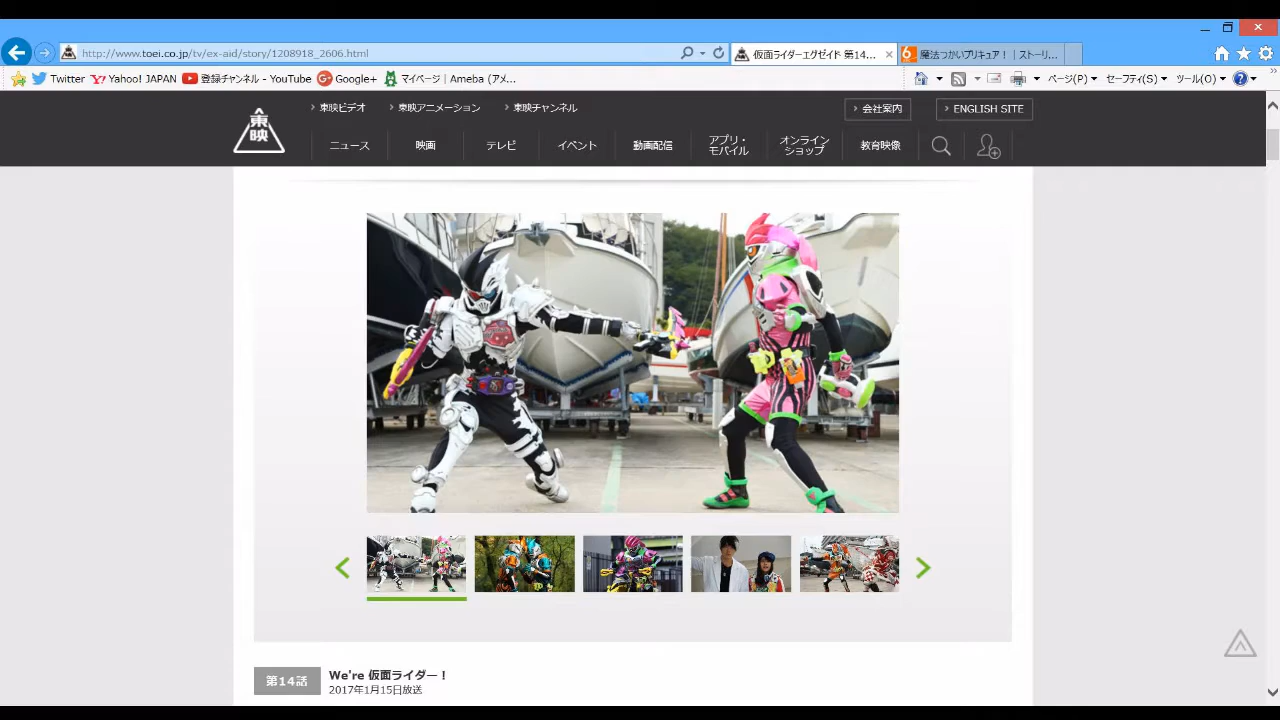 http://www.toei.co.jp/tv/ex-aid/story/1208918_2606.html
仮面ライダーエグゼイド 第14...
魔法つかいプリキュア！｜ストーリ...
Twitter
Yahoo! JAPAN
登録チャンネル - YouTube
Google+
マイページ｜Ameba (アメ...
ページ(P)
セーフティ(S)
ツール(O)
東映
東映ビデオ
東映アニメーション
東映チャンネル
会社案内
ENGLISH SITE
ニュース
映画
テレビ
イベント
動画配信
アプリ・
モバイル
オンライン
ショップ
教育映像
第14話
We're 仮面ライダー！
2017年1月15日放送